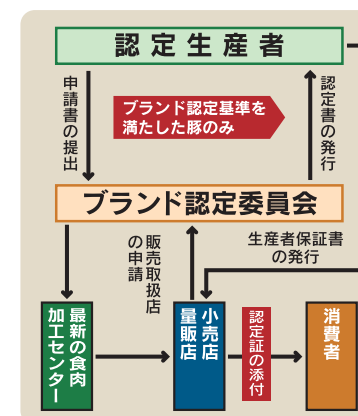 認定生産者
申請書の提出
ブランド認定基準を
満たした豚のみ
認定書の発行
ブランド認定委員会
販売取扱店
の申請
生産者保証書
の発行
最新の食肉
加工センター
小売店
量販店
認定証の添付
消費者